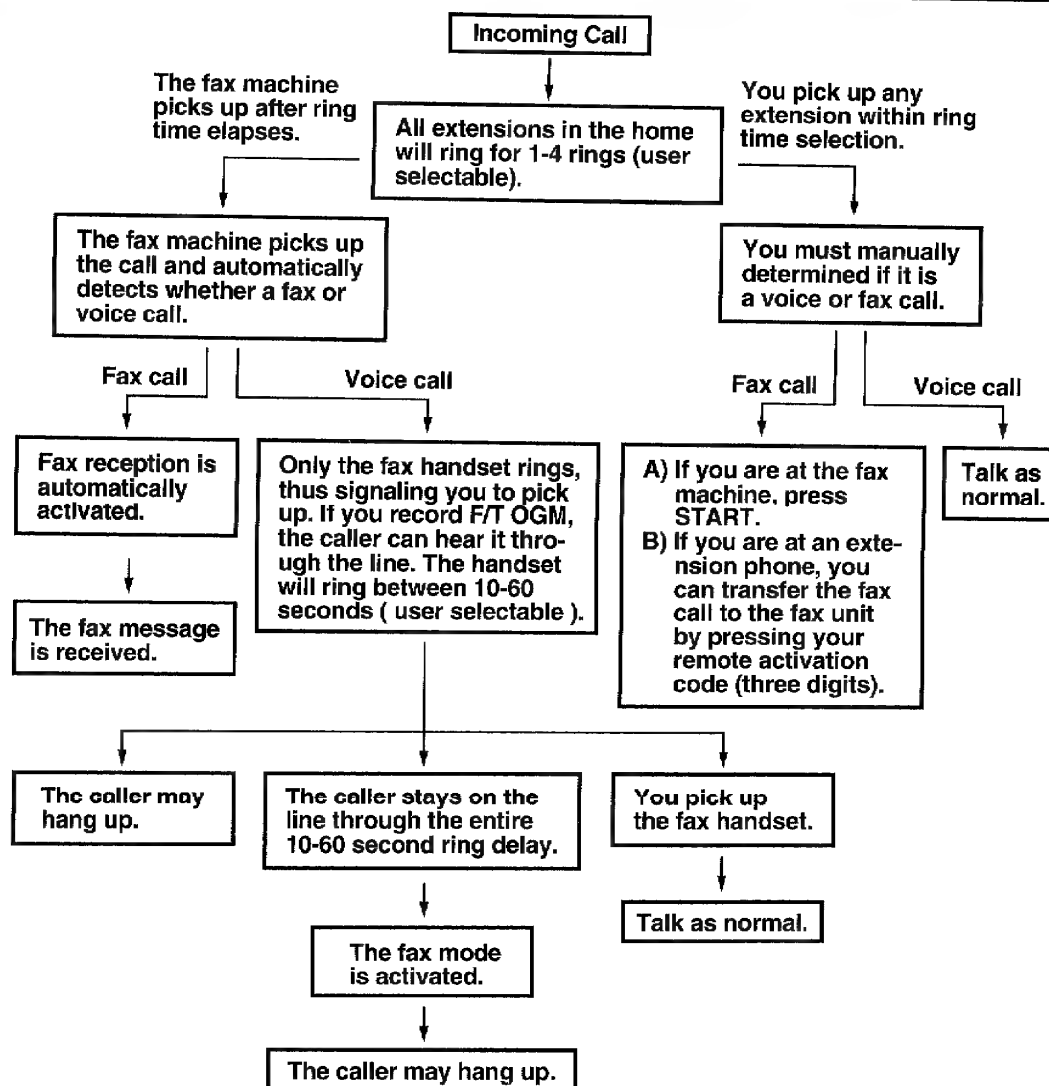 Incoming Call
The fax machine
picks up after ring
time elapses.
You pick up any
extension within ring
time selection.
All extensions in the home
will ring for 1-4 rings (user
selectable).
The fax machine picks up
the call and automatically
detects whether a fax or
voice call.
You must manually
determined if it is
a voice or fax call.
Fax call
Voice call
Fax call
Voice call
Fax reception is
automatically
activated.
Only the fax handset rings,
thus signaling you to pick
up. If you record F/T OGM,
the caller can hear it thro-
ugh the line. The handset
will ring between 10-60
seconds ( user selectable ).
A) If you are at the fax
machine, press
START.
B) If you are at an exte-
nsion phone, you
can transfer the fax
call to the fax unit
by pressing your
remote activation
code (three digits).
Talk as
normal.
The fax message
is received.
The caller may
hang up.
The caller stays on the
line through the entire
10-60 second ring delay.
You pick up
the fax handset.
Talk as normal.
The fax mode
is activated.
The caller may hang up.